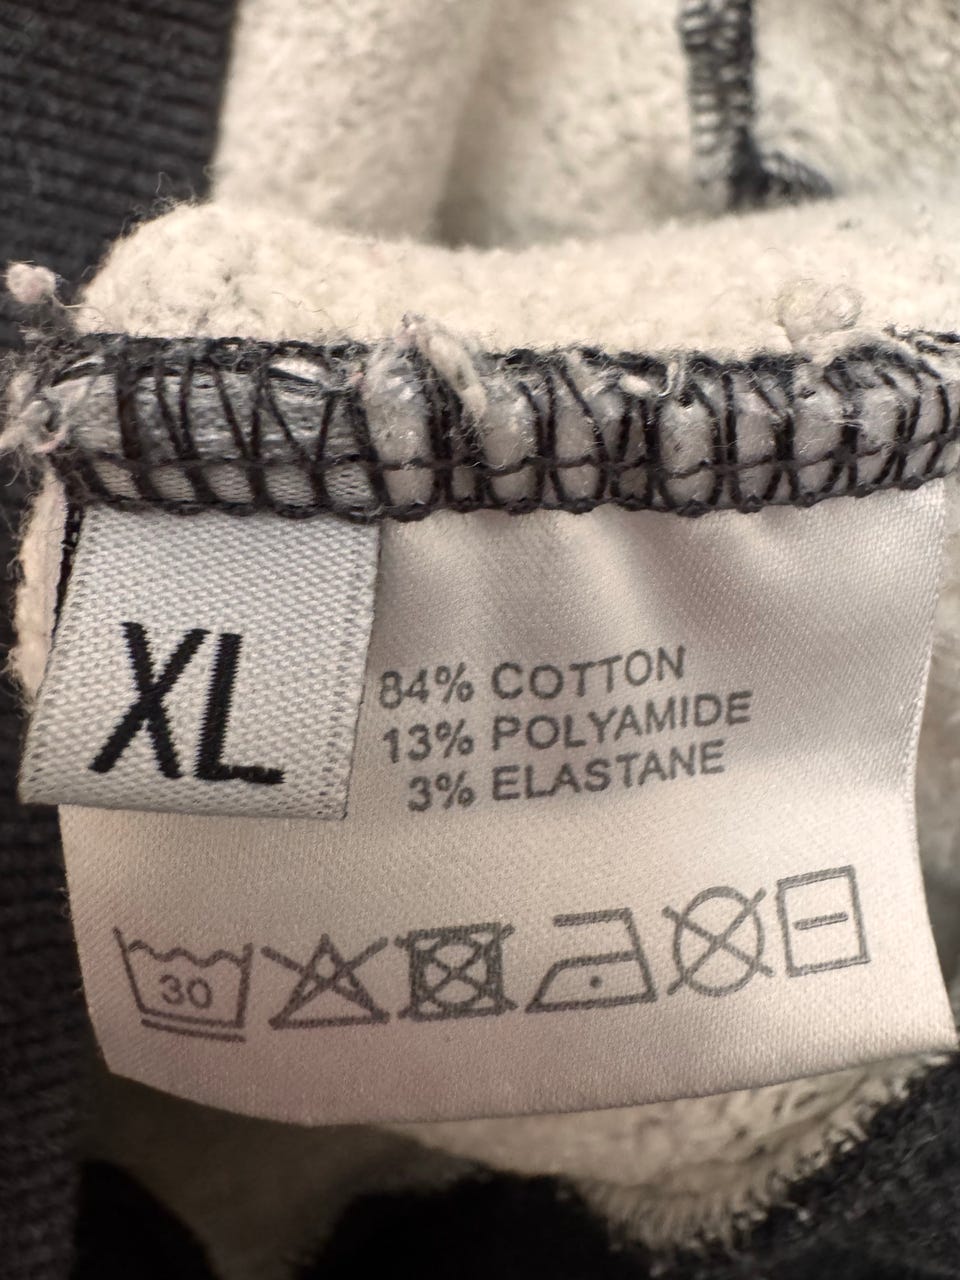 XL
84% COTTON
13% POLYAMIDE
3% ELASTANE
30